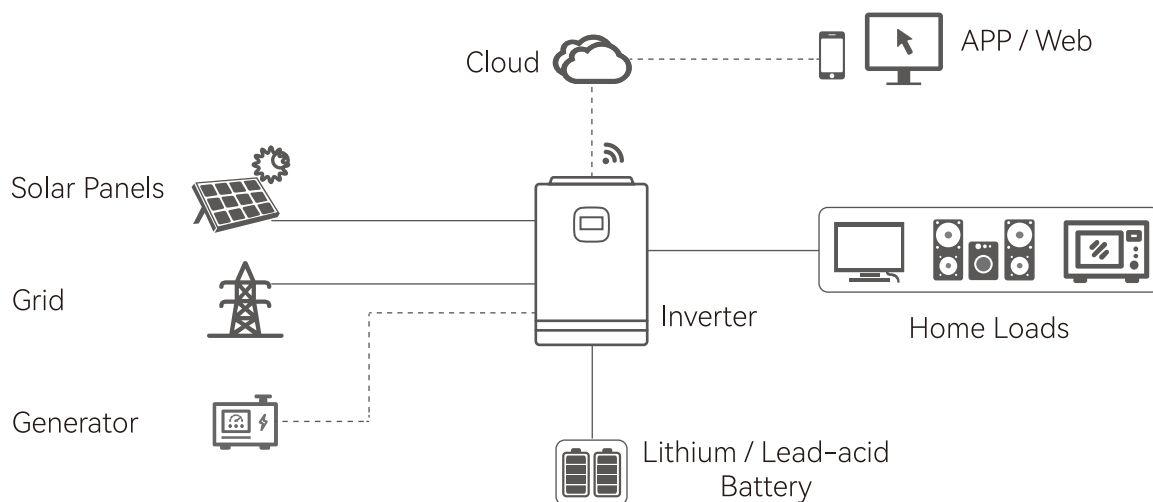 Cloud
APP / Web
Solar Panels
Grid
Inverter
Home Loads
Generator
Lithium / Lead-acid
Battery